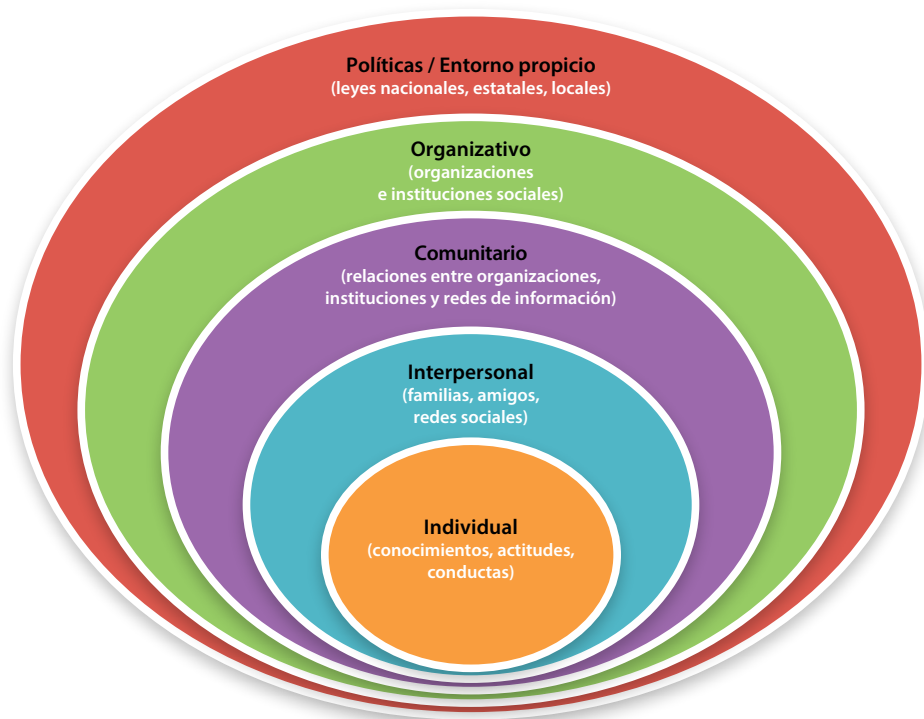 Políticas / Entorno propicio
(leyes nacionales, estatales, locales)
Organizativo
(organizaciones
e instituciones sociales)
Comunitario
(relaciones entre organizaciones,
instituciones y redes de información)
Interpersonal
(familias, amigos,
redes sociales)
Individual
(conocimientos, actitudes,
conductas)